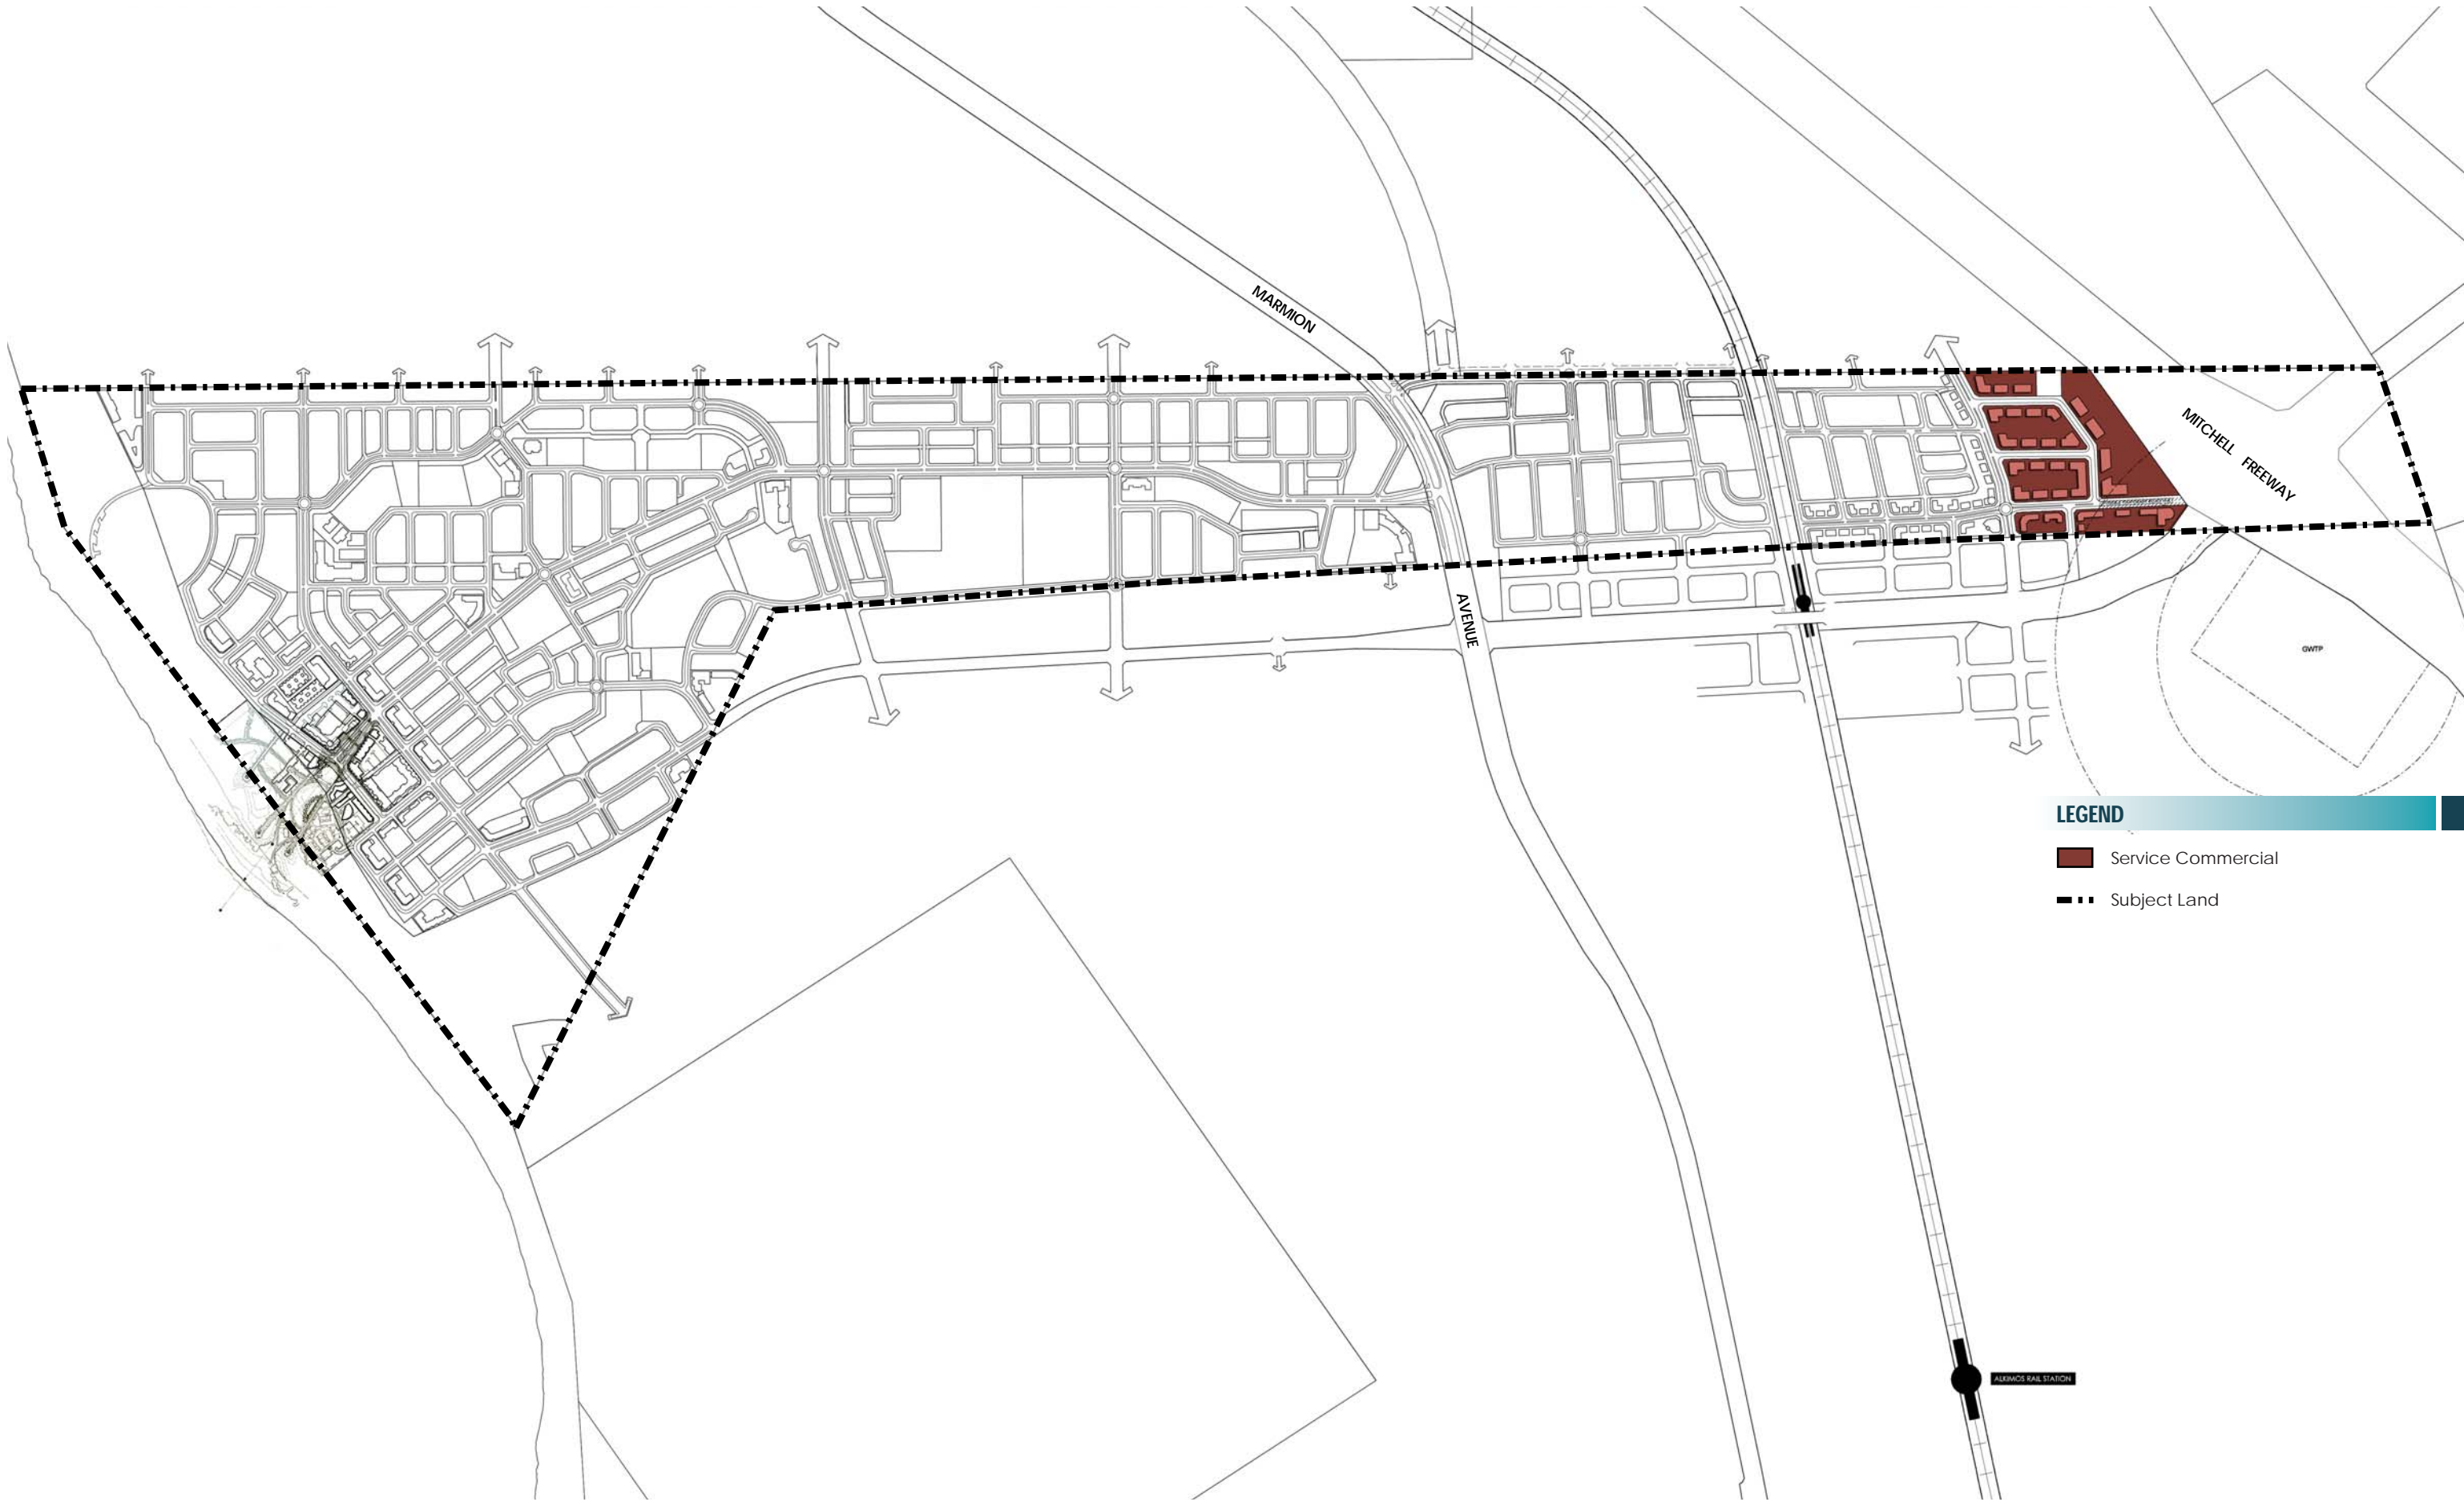 MARMION
MITCHELL FREEWAY
AVENUE
GWTP
LEGEND
Service Commercial
Subject Land
ALKIMOS RAIL STATION